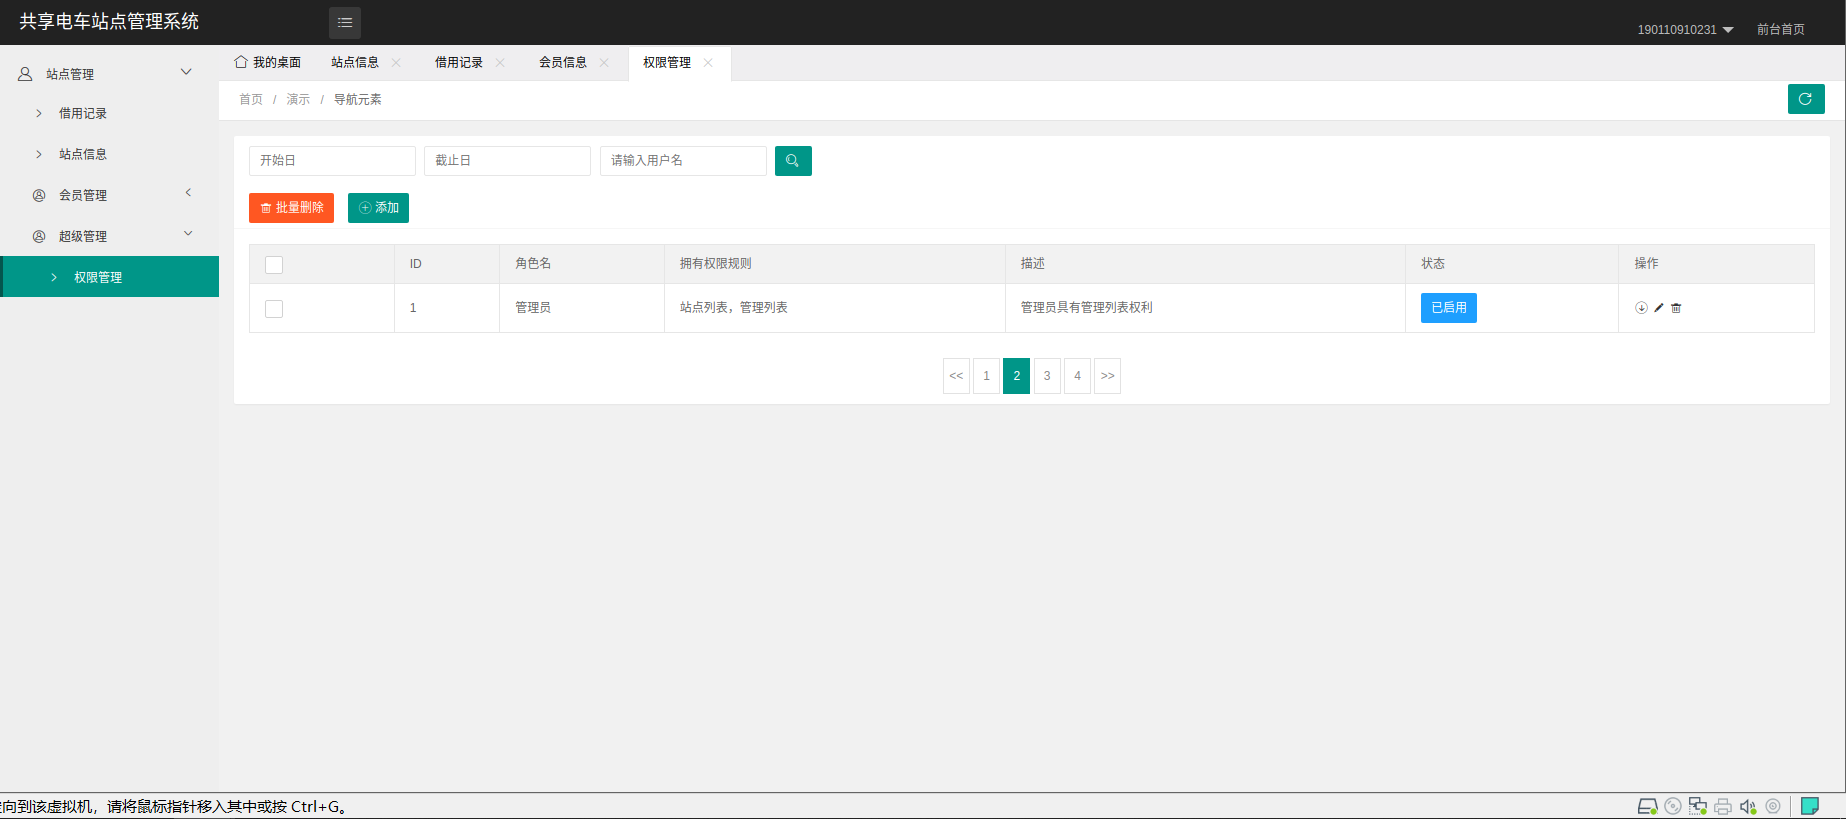 共享电车站点管理系统
190110910231 前台首页
站点管理
借用记录
站点信息
会员管理
超级管理
权限管理
我的桌面 站点信息 借用记录 会员信息 权限管理
首页 / 演示 / 导航元素
开始日 截止日 请输入用户名
批量删除 添加
ID 角色名 拥有权限规则 描述 状态 操作
1 管理员 站点列表，管理列表 管理员具有管理列表权利 已启用
<< 1 2 3 4 >>
向到该虚拟机，请将鼠标指针移入其中或按 Ctrl+G。